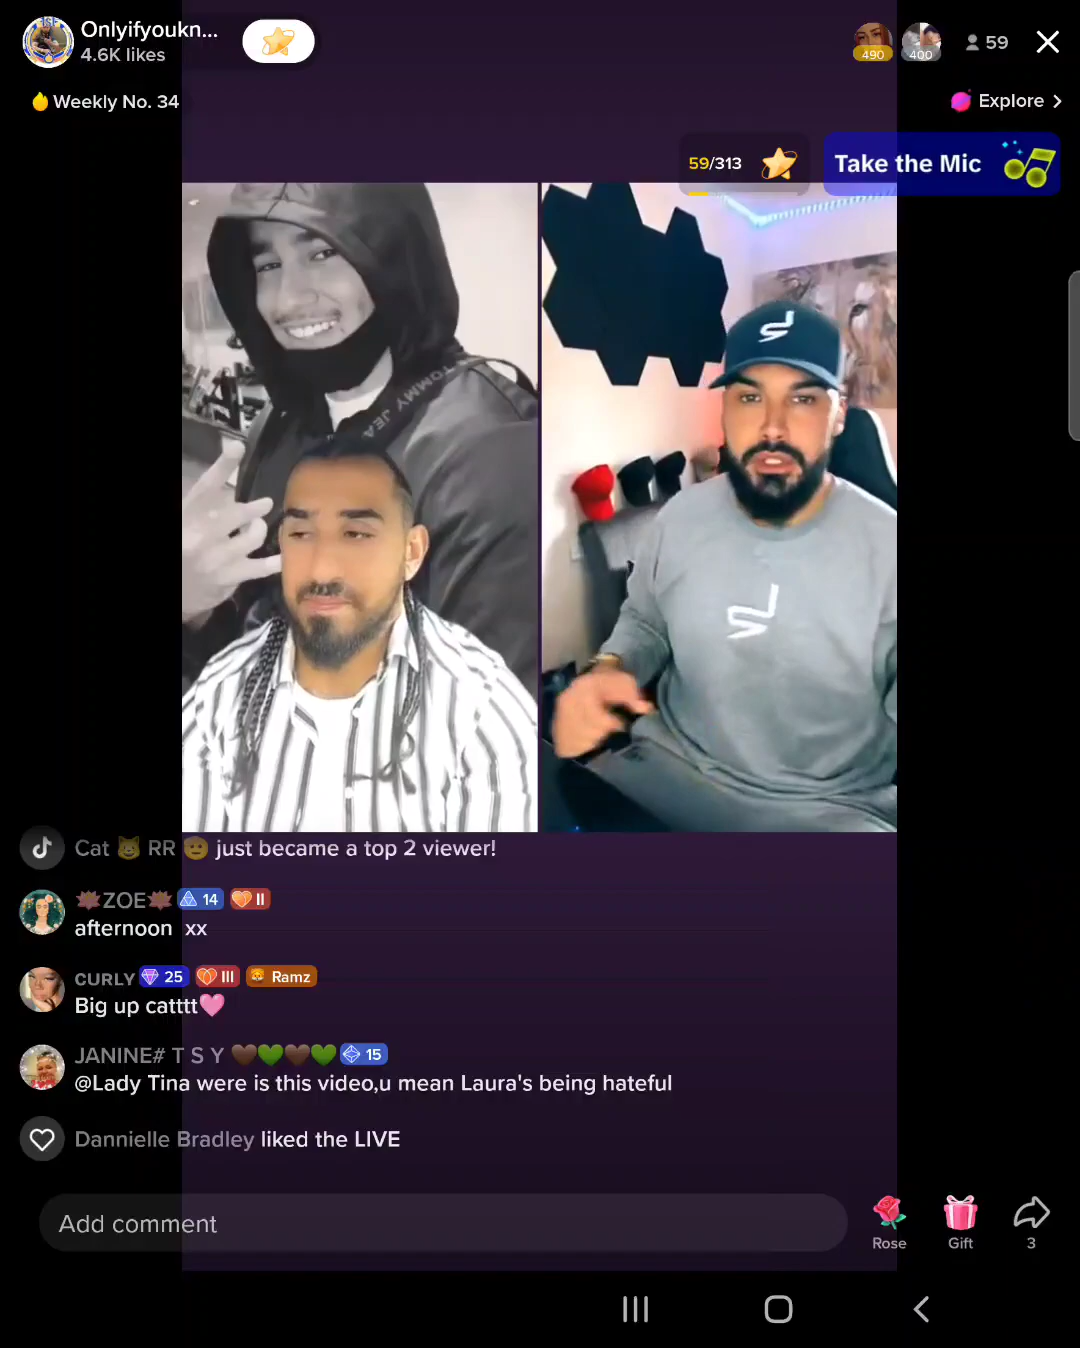 Onlyifyoukn...
4.6K likes
490
400
59
Weekly No. 34
Explore
59/313
Take the Mic
TOMMY JEA
Cat RR just became a top 2 viewer!
ZOE 14 II
afternoon xx
CURLY 25 III Ramz
Big up catttt
JANINE# T S Y 15
@Lady Tina were is this video,u mean Laura's being hateful
Dannielle Bradley liked the LIVE
Add comment
Rose
Gift
3